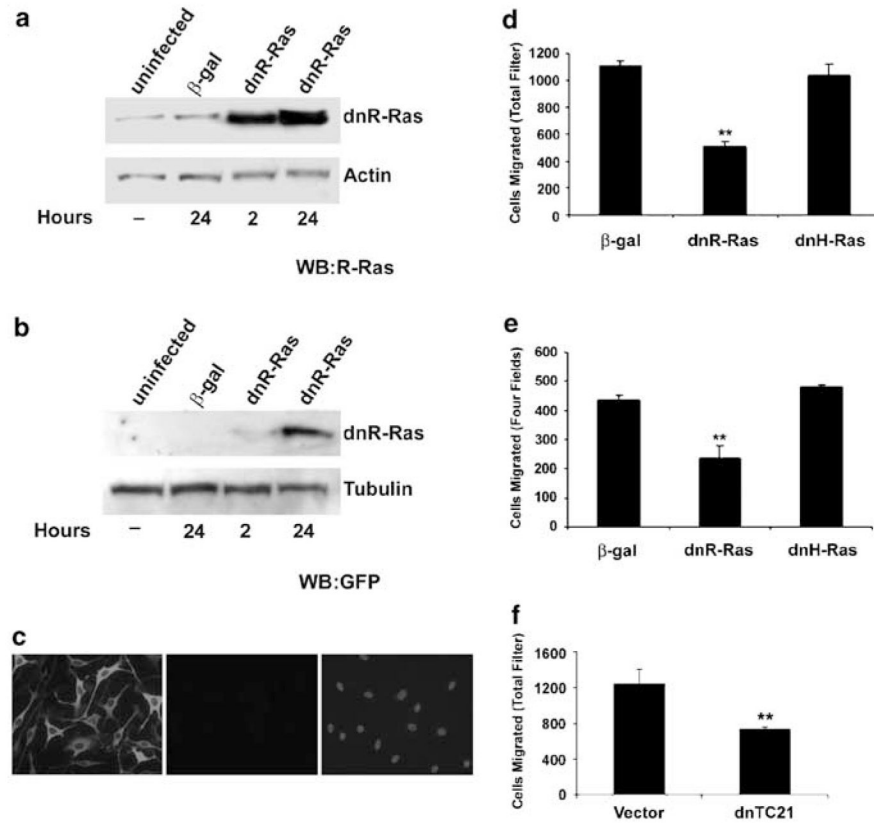 a
uninfected β-gal dnR-Ras dnR-Ras
dnR-Ras
Actin
Hours – 24 2 24
WB:R-Ras
b
uninfected β-gal dnR-Ras dnR-Ras
dnR-Ras
Tubulin
Hours – 24 2 24
WB:GFP
c
d
Cells Migrated (Total Filter)
1200
1000
800
600
400
200
0
**
β-gal dnR-Ras dnH-Ras
e
Cells Migrated (Four Fields)
600
500
400
300
200
100
0
**
β-gal dnR-Ras dnH-Ras
f
Cells Migrated (Total Filter)
1600
1200
800
400
0
**
Vector dnTC21